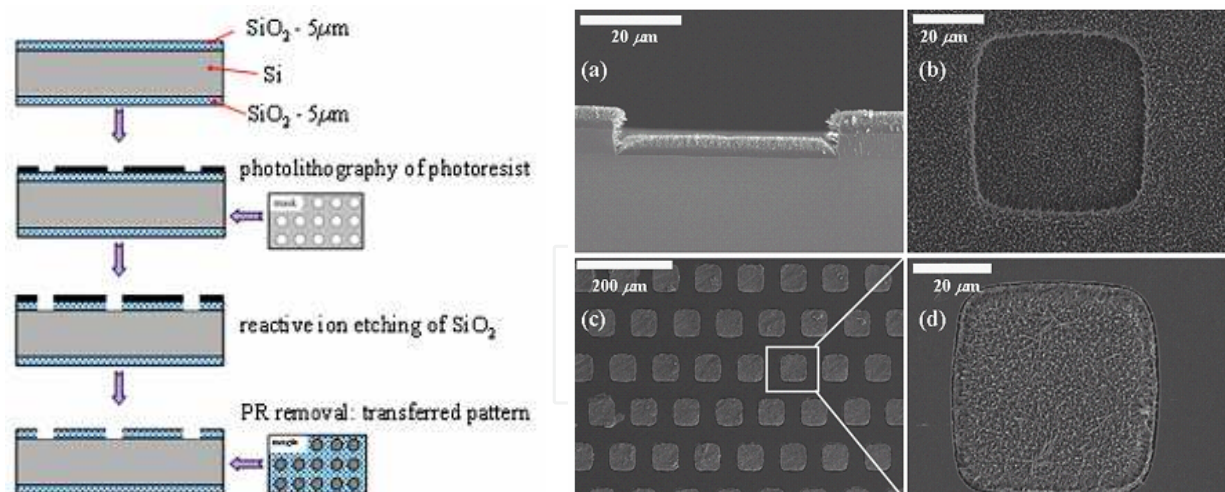 SiO₂ - 5μm
Si
SiO₂ - 5μm
photolithography of photoresist
mask
reactive ion etching of SiO₂
PR removal: transferred pattern
sample
20 μm
(a)
20 μm
(b)
200 μm
(c)
20 μm
(d)